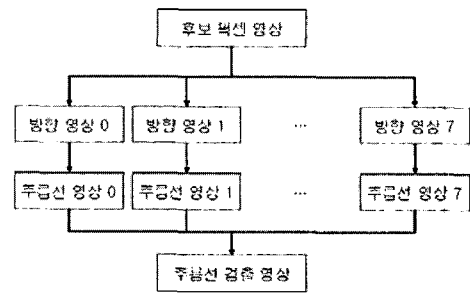 후보 픽셀 영상
방향 영상 0 방향 영상 1 ... 방향 영상 7
주름선 영상 0 주름선 영상 1 ... 주름선 영상 7
주름선 검출 영상